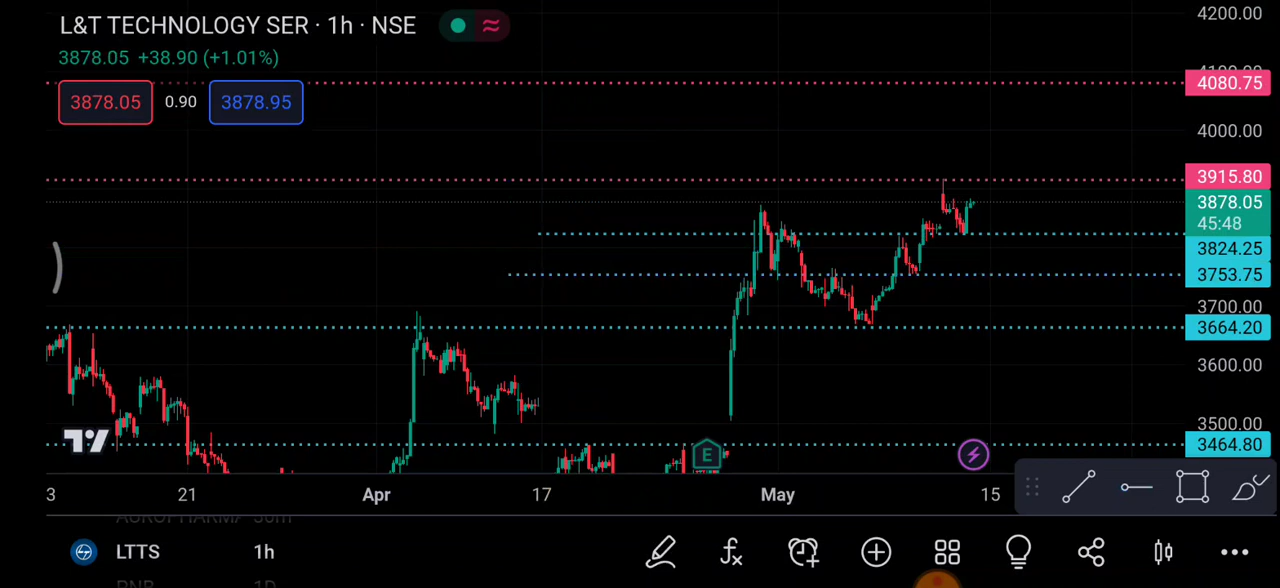 L&T TECHNOLOGY SER · 1h · NSE
3878.05 +38.90 (+1.01%)
3878.05 0.90 3878.95
4200.00
4080.75
4000.00
3915.80
3878.05
45:48
3824.25
3753.75
3700.00
3664.20
3600.00
3500.00
3464.80
E
3 21 Apr 17 May 15
LTTS 1h